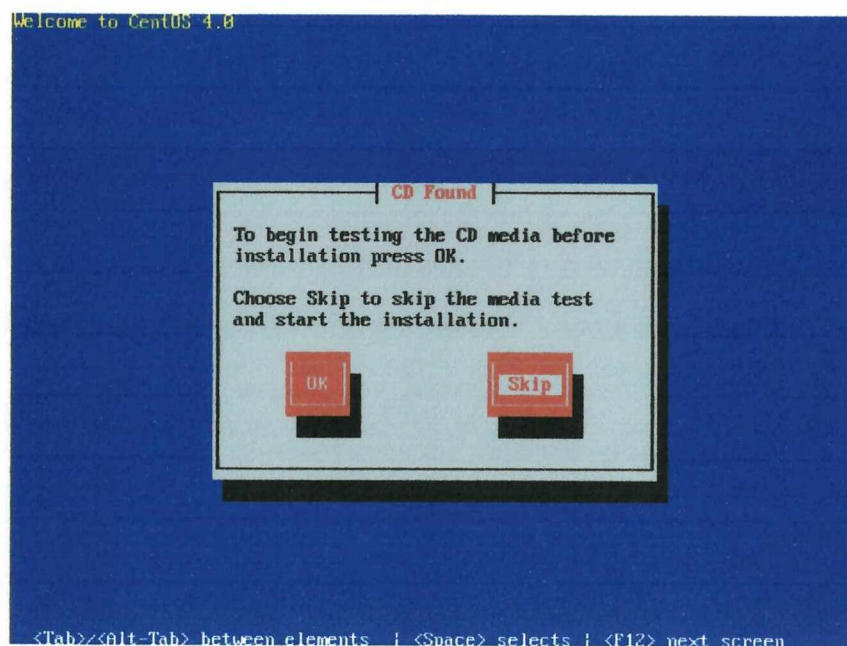 Welcome to CentOS 4.0
CD Found
To begin testing the CD media before
installation press OK.
Choose Skip to skip the media test
and start the installation.
OK Skip
<Tab>/<Alt-Tab> between elements | <Space> selects | <F12> next screen